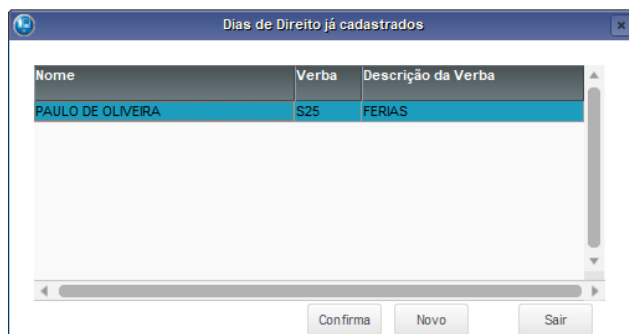 Dias de Direito já cadastrados
Nome Verba Descrição da Verba
PAULO DE OLIVEIRA S25 FERIAS
Confirma Novo Sair